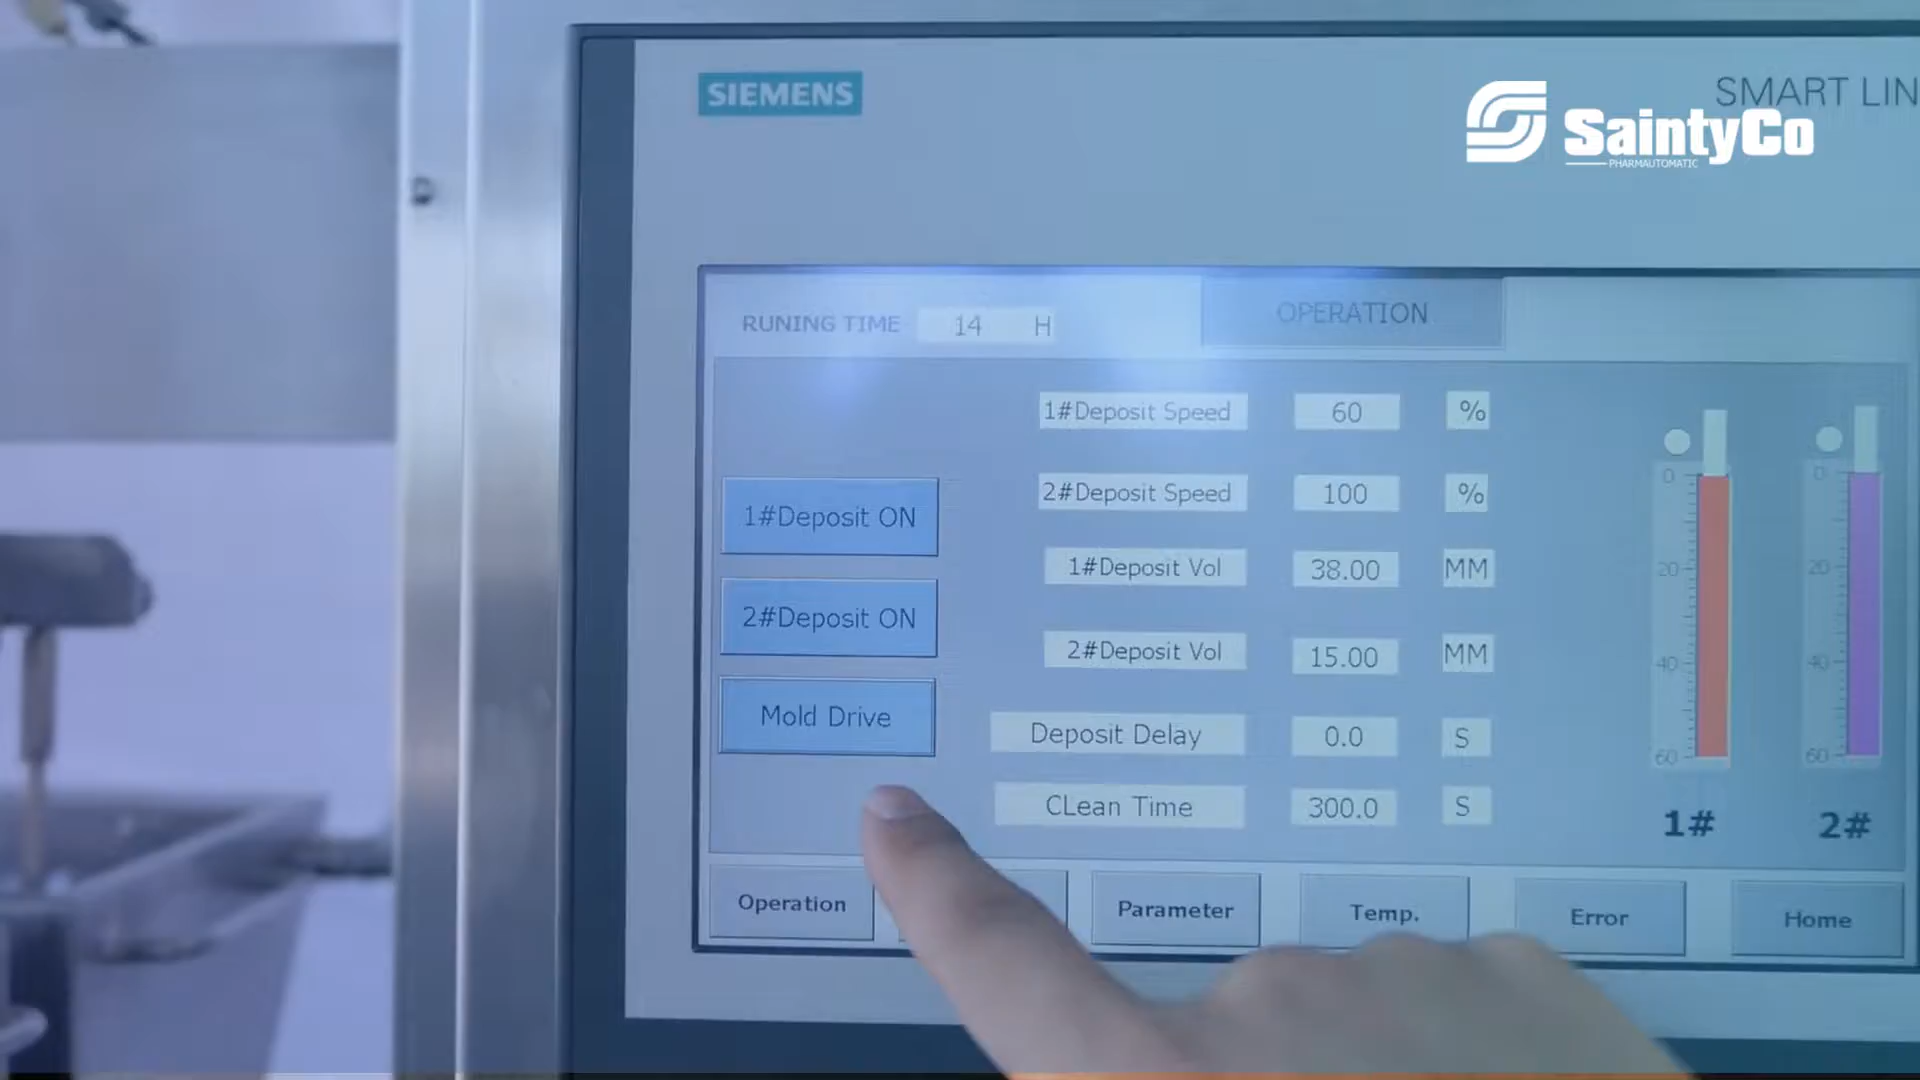 SIEMENS
SMART LIN
SaintyCo
PHARMAUTOMATIC
RUNING TIME 14 H
OPERATION
1#Deposit Speed 60 %
2#Deposit Speed 100 %
1#Deposit Vol 38.00 MM
2#Deposit Vol 15.00 MM
Deposit Delay 0.0 S
CLean Time 300.0 S
1#Deposit ON
2#Deposit ON
Mold Drive
0
20
40
60
1#
0
20
40
60
2#
Operation
Parameter
Temp.
Error
Home